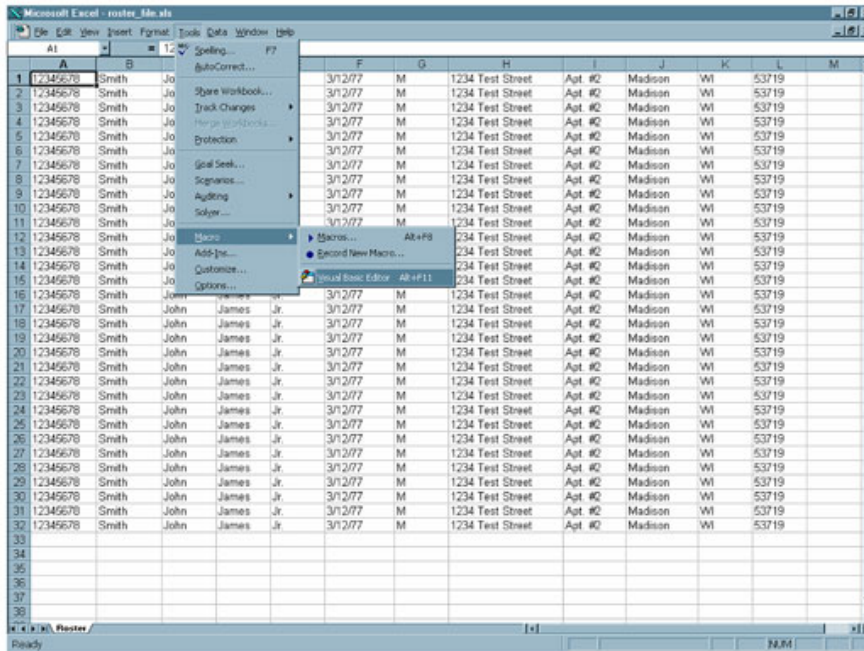 Microsoft Excel - roster_file.xls
File Edit View Insert Format Tools Data Window Help
A1 = 12
Spelling... F7
AutoCorrect...
Share Workbook...
Track Changes
Merge Workbooks...
Protection
Goal Seek...
Scenarios...
Auditing
Solver...
Macro
Add-Ins...
Customize...
Options...
Macros... Alt+F8
Record New Macro...
Visual Basic Editor Alt+F11
A B F G H I J K L M
1 12345678 Smith Jo 3/12/77 M 1234 Test Street Apt. #2 Madison WI 53719
2 12345678 Smith Jo 3/12/77 M 1234 Test Street Apt. #2 Madison WI 53719
3 12345678 Smith Jo 3/12/77 M 1234 Test Street Apt. #2 Madison WI 53719
4 12345678 Smith Jo 3/12/77 M 1234 Test Street Apt. #2 Madison WI 53719
5 12345678 Smith Jo 3/12/77 M 1234 Test Street Apt. #2 Madison WI 53719
6 12345678 Smith Jo 3/12/77 M 1234 Test Street Apt. #2 Madison WI 53719
7 12345678 Smith Jo 3/12/77 M 1234 Test Street Apt. #2 Madison WI 53719
8 12345678 Smith Jo 3/12/77 M 1234 Test Street Apt. #2 Madison WI 53719
9 12345678 Smith Jo 3/12/77 M 1234 Test Street Apt. #2 Madison WI 53719
10 12345678 Smith Jo 3/12/77 M 1234 Test Street Apt. #2 Madison WI 53719
11 12345678 Smith Jo 3/12/77 M 1234 Test Street Apt. #2 Madison WI 53719
12 12345678 Smith Jo 234 Test Street Apt. #2 Madison WI 53719
13 12345678 Smith Jo 234 Test Street Apt. #2 Madison WI 53719
14 12345678 Smith Jo 234 Test Street Apt. #2 Madison WI 53719
15 12345678 Smith Jo 234 Test Street Apt. #2 Madison WI 53719
16 12345678 Smith John James Jr. 3/12/77 M 1234 Test Street Apt. #2 Madison WI 53719
17 12345678 Smith John James Jr. 3/12/77 M 1234 Test Street Apt. #2 Madison WI 53719
18 12345678 Smith John James Jr. 3/12/77 M 1234 Test Street Apt. #2 Madison WI 53719
19 12345678 Smith John James Jr. 3/12/77 M 1234 Test Street Apt. #2 Madison WI 53719
20 12345678 Smith John James Jr. 3/12/77 M 1234 Test Street Apt. #2 Madison WI 53719
21 12345678 Smith John James Jr. 3/12/77 M 1234 Test Street Apt. #2 Madison WI 53719
22 12345678 Smith John James Jr. 3/12/77 M 1234 Test Street Apt. #2 Madison WI 53719
23 12345678 Smith John James Jr. 3/12/77 M 1234 Test Street Apt. #2 Madison WI 53719
24 12345678 Smith John James Jr. 3/12/77 M 1234 Test Street Apt. #2 Madison WI 53719
25 12345678 Smith John James Jr. 3/12/77 M 1234 Test Street Apt. #2 Madison WI 53719
26 12345678 Smith John James Jr. 3/12/77 M 1234 Test Street Apt. #2 Madison WI 53719
27 12345678 Smith John James Jr. 3/12/77 M 1234 Test Street Apt. #2 Madison WI 53719
28 12345678 Smith John James Jr. 3/12/77 M 1234 Test Street Apt. #2 Madison WI 53719
29 12345678 Smith John James Jr. 3/12/77 M 1234 Test Street Apt. #2 Madison WI 53719
30 12345678 Smith John James Jr. 3/12/77 M 1234 Test Street Apt. #2 Madison WI 53719
31 12345678 Smith John James Jr. 3/12/77 M 1234 Test Street Apt. #2 Madison WI 53719
32 12345678 Smith John James Jr. 3/12/77 M 1234 Test Street Apt. #2 Madison WI 53719
33
34
35
36
37
38
Roster
Ready NUM